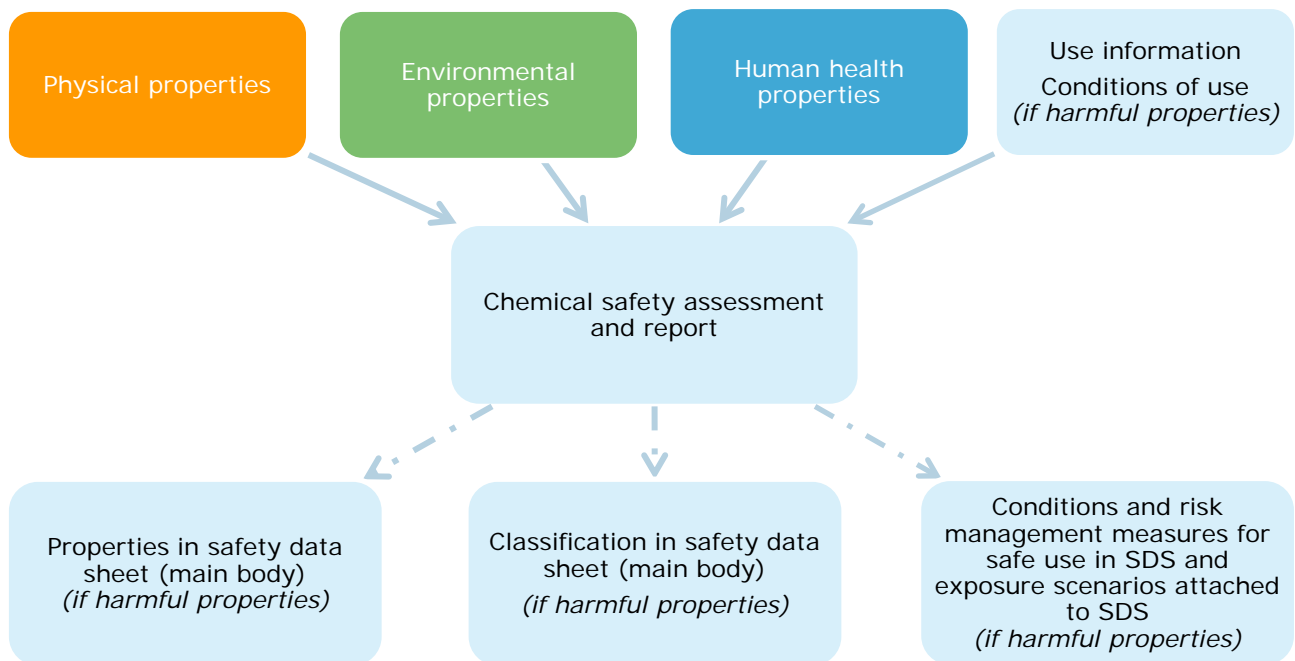 Physical properties
Environmental
properties
Human health
properties
Use information
Conditions of use
(if harmful properties)
Chemical safety assessment
and report
Properties in safety data
sheet (main body)
(if harmful properties)
Classification in safety data
sheet (main body)
(if harmful properties)
Conditions and risk
management measures for
safe use in SDS and
exposure scenarios attached
to SDS
(if harmful properties)